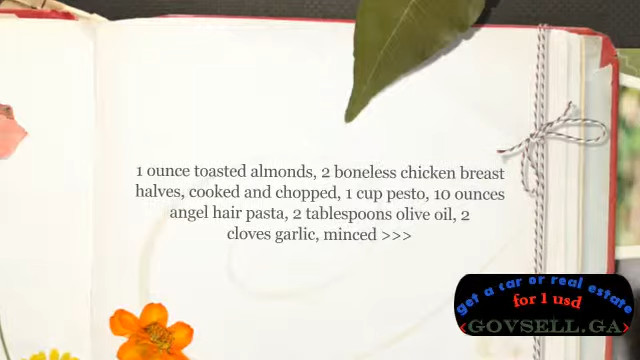 1 ounce toasted almonds, 2 boneless chicken breast
halves, cooked and chopped, 1 cup pesto, 10 ounces
angel hair pasta, 2 tablespoons olive oil, 2
cloves garlic, minced >>>
get a car or real estate
for 1 usd
<GOVSELL.GA>